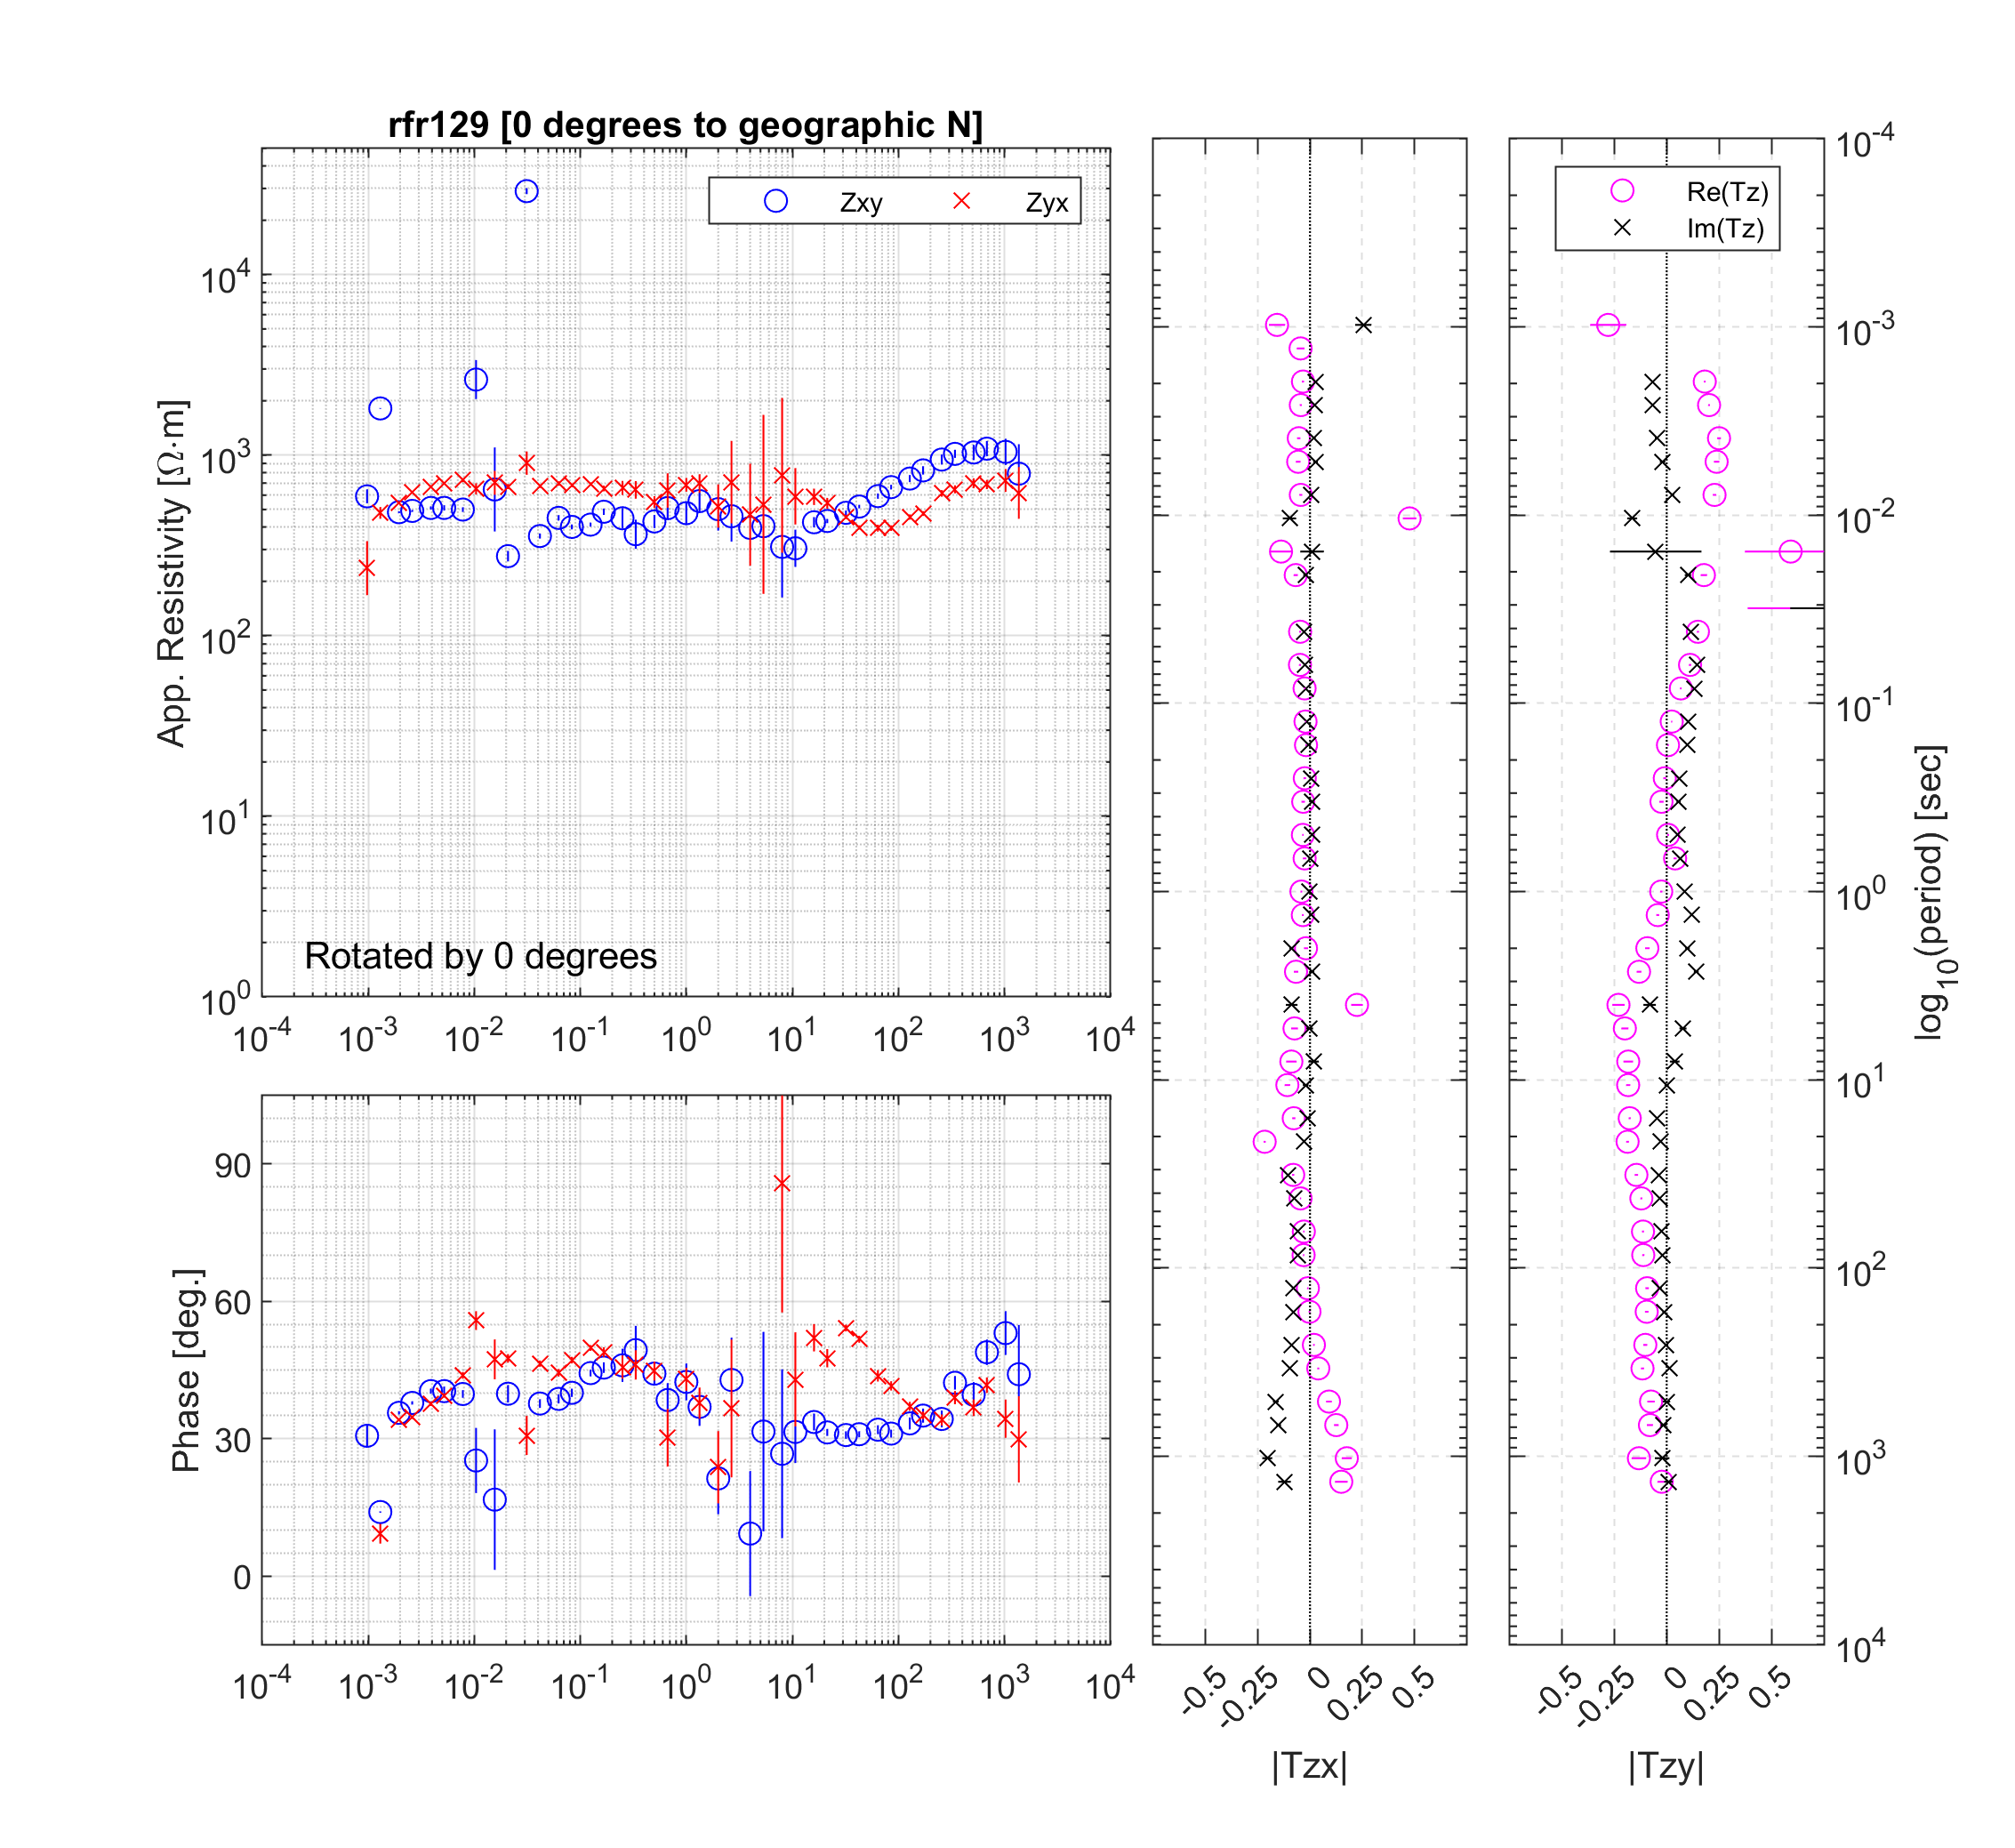 rfr129 [0 degrees to geographic N]
Zxy Zyx
App. Resistivity [Ω·m]
10^4
10^3
10^2
10^1
10^0
Rotated by 0 degrees
10^-4 10^-3 10^-2 10^-1 10^0 10^1 10^2 10^3 10^4
Phase [deg.]
90
60
30
0
10^-4 10^-3 10^-2 10^-1 10^0 10^1 10^2 10^3 10^4
-0.5 -0.25 0 0.25 0.5
|Tzx|
Re(Tz)
Im(Tz)
-0.5 -0.25 0 0.25 0.5
|Tzy|
10^-4
10^-3
10^-2
10^-1
10^0
10^1
10^2
10^3
10^4
log_10(period) [sec]